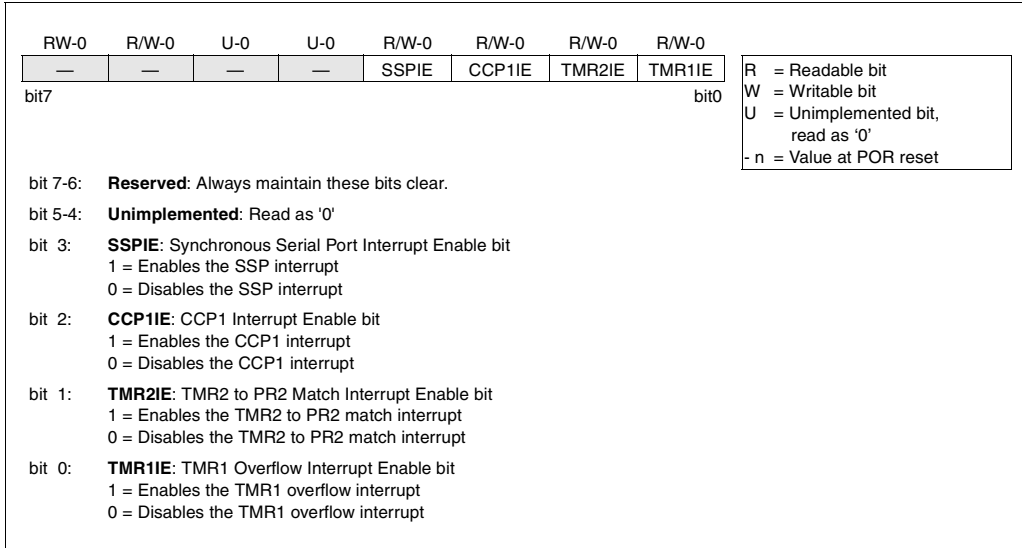 RW-0 R/W-0 U-0 U-0 R/W-0 R/W-0 R/W-0 R/W-0
— — — — SSPIE CCP1IE TMR2IE TMR1IE
bit7 bit0
R = Readable bit
W = Writable bit
U = Unimplemented bit,
read as ‘0’
- n = Value at POR reset
bit 7-6: Reserved: Always maintain these bits clear.
bit 5-4: Unimplemented: Read as '0'
bit 3: SSPIE: Synchronous Serial Port Interrupt Enable bit
1 = Enables the SSP interrupt
0 = Disables the SSP interrupt
bit 2: CCP1IE: CCP1 Interrupt Enable bit
1 = Enables the CCP1 interrupt
0 = Disables the CCP1 interrupt
bit 1: TMR2IE: TMR2 to PR2 Match Interrupt Enable bit
1 = Enables the TMR2 to PR2 match interrupt
0 = Disables the TMR2 to PR2 match interrupt
bit 0: TMR1IE: TMR1 Overflow Interrupt Enable bit
1 = Enables the TMR1 overflow interrupt
0 = Disables the TMR1 overflow interrupt